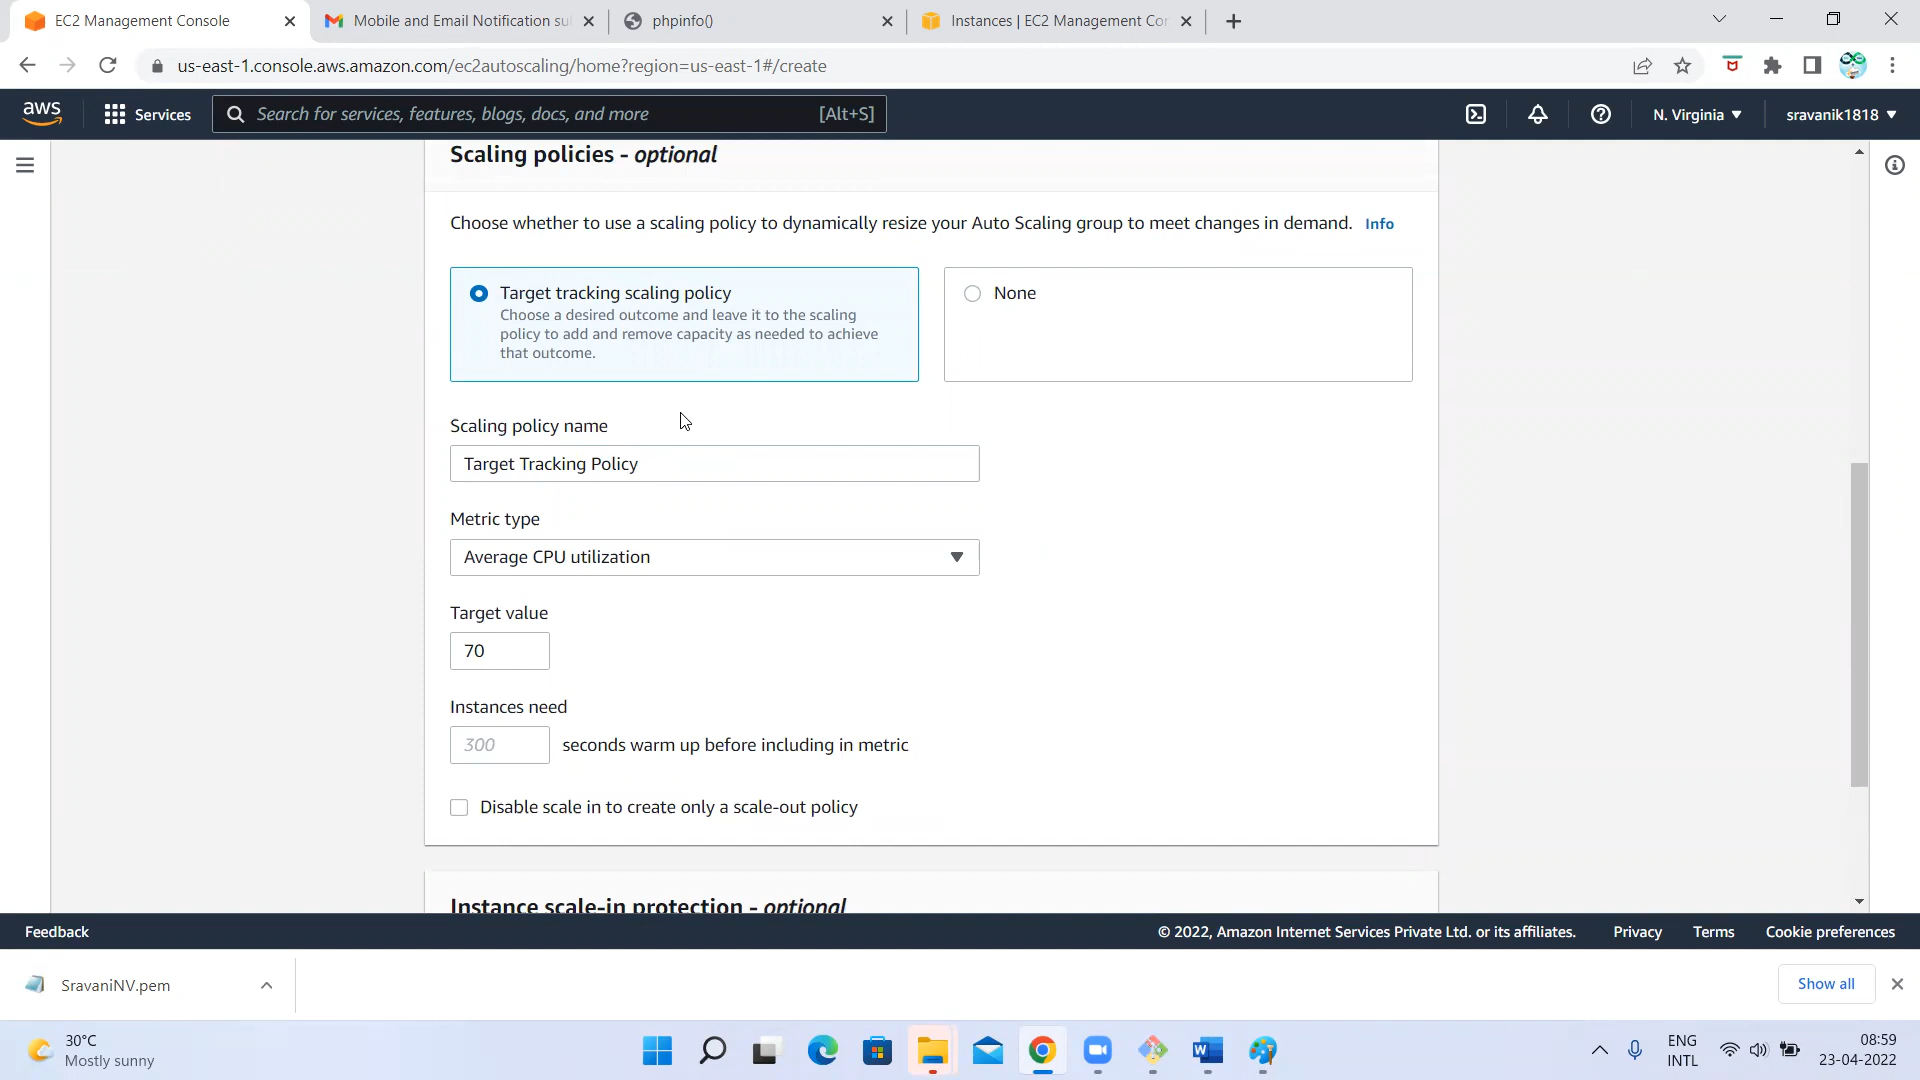 EC2 Management Console
Mobile and Email Notification su
phpinfo()
Instances | EC2 Management Cor
us-east-1.console.aws.amazon.com/ec2autoscaling/home?region=us-east-1#/create
aws
Services
Search for services, features, blogs, docs, and more
[Alt+S]
N. Virginia
sravanik1818
Scaling policies - optional
Choose whether to use a scaling policy to dynamically resize your Auto Scaling group to meet changes in demand. Info
Target tracking scaling policy
Choose a desired outcome and leave it to the scaling
policy to add and remove capacity as needed to achieve
that outcome.
None
Scaling policy name
Target Tracking Policy
Metric type
Average CPU utilization
Target value
70
Instances need
300 seconds warm up before including in metric
Disable scale in to create only a scale-out policy
Instance scale-in protection - optional
Feedback
© 2022, Amazon Internet Services Private Ltd. or its affiliates.
Privacy
Terms
Cookie preferences
SravaniNV.pem
Show all
30°C
Mostly sunny
ENG
INTL
08:59
23-04-2022